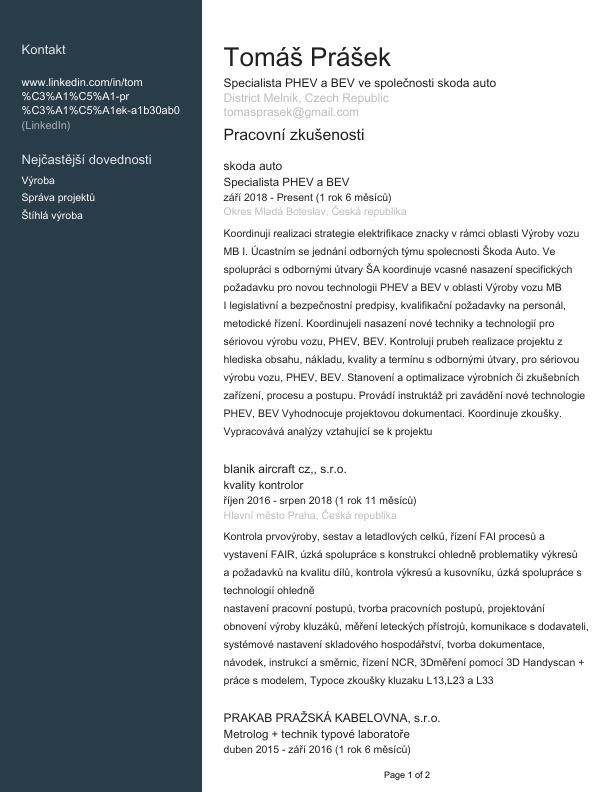 Kontakt
www.linkedin.com/in/tom
%C3%A1%C5%A1-pr
%C3%A1%C5%A1ek-a1b30ab0
(LinkedIn)
Nejčastější dovednosti
Výroba
Správa projektů
Štíhlá výroba
Tomáš Prášek
Specialista PHEV a BEV ve společnosti skoda auto
District Melnik, Czech Republic
tomasprasek@gmail.com
Pracovní zkušenosti
skoda auto
Specialista PHEV a BEV
září 2018 - Present (1 rok 6 měsíců)
Okres Mladá Boleslav, Česká republika
Koordinuji realizaci strategie elektrifikace znacky v rámci oblasti Výroby vozu
MB I. Úcastním se jednání odborných týmu spolecnosti Škoda Auto. Ve
spolupráci s odbornými útvary ŠA koordinuje vcasné nasazení specifických
požadavku pro novou technologii PHEV a BEV v oblasti Výroby vozu MB
I legislativní a bezpečnostní predpisy, kvalifikační požadavky na personál,
metodické řízení. Koordinujeli nasazení nové techniky a technologií pro
sériovou výrobu vozu, PHEV, BEV. Kontroluji prubeh realizace projektu z
hlediska obsahu, nákladu, kvality a termínu s odbornými útvary, pro sériovou
výrobu vozu, PHEV, BEV. Stanovení a optimalizace výrobních či zkušebních
zařízení, procesu a postupu. Provádí instruktáž pri zavádění nové technologie
PHEV, BEV Vyhodnocuje projektovou dokumentaci. Koordinuje zkoušky.
Vypracovává analýzy vztahující se k projektu
blanik aircraft cz,, s.r.o.
kvality kontrolor
říjen 2016 - srpen 2018 (1 rok 11 měsíců)
Hlavní město Praha, Česká republika
Kontrola prvovýroby, sestav a letadlových celků, řízení FAI procesů a
vystavení FAIR, úzká spolupráce s konstrukcí ohledně problematiky výkresů
a požadavků na kvalitu dílů, kontrola výkresů a kusovníku, úzká spolupráce s
technologií ohledně
nastavení pracovní postupů, tvorba pracovních postupů, projektování
obnovení výroby kluzáků, měření leteckých přístrojů, komunikace s dodavateli,
systémové nastavení skladového hospodářství, tvorba dokumentace,
návodek, instrukcí a směrnic, řízení NCR, 3Dměření pomocí 3D Handyscan +
práce s modelem, Typoce zkoušky kluzaku L13,L23 a L33
PRAKAB PRAŽSKÁ KABELOVNA, s.r.o.
Metrolog + technik typové laboratoře
duben 2015 - září 2016 (1 rok 6 měsíců)
Page 1 of 2